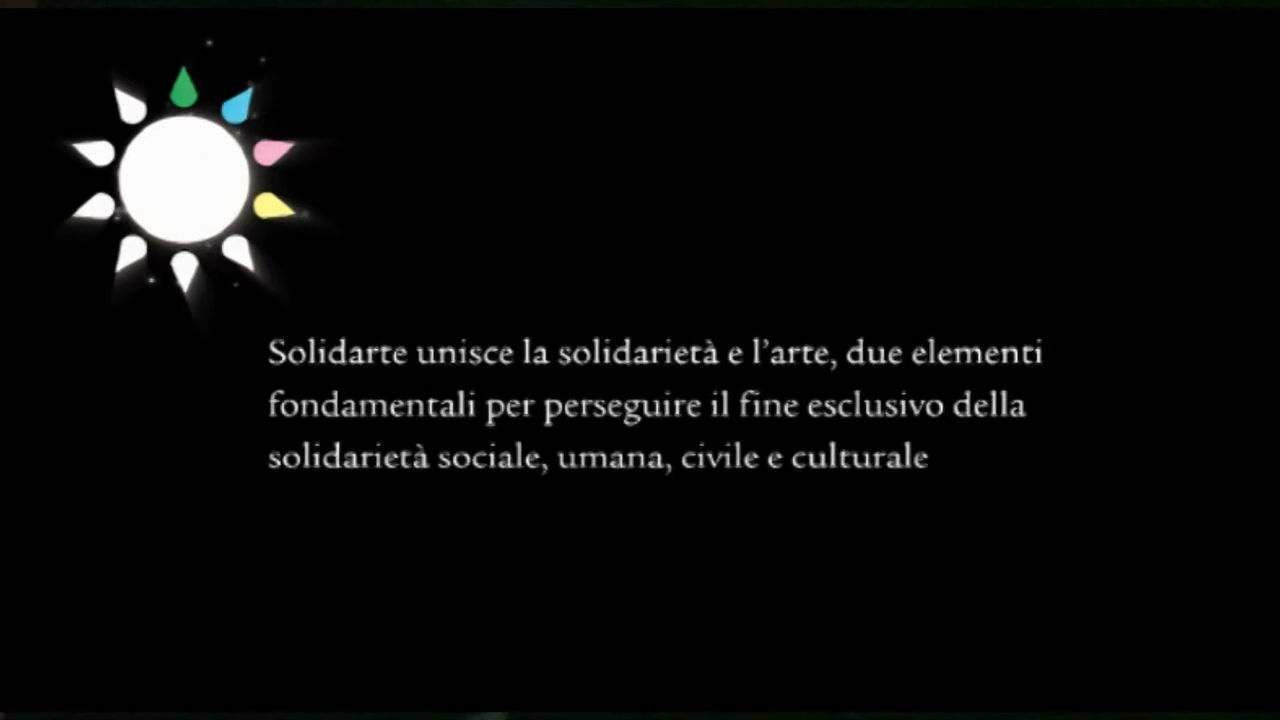 Solidarte unisce la solidarietà e l’arte, due elementi
fondamentali per perseguire il fine esclusivo della
solidarietà sociale, umana, civile e culturale